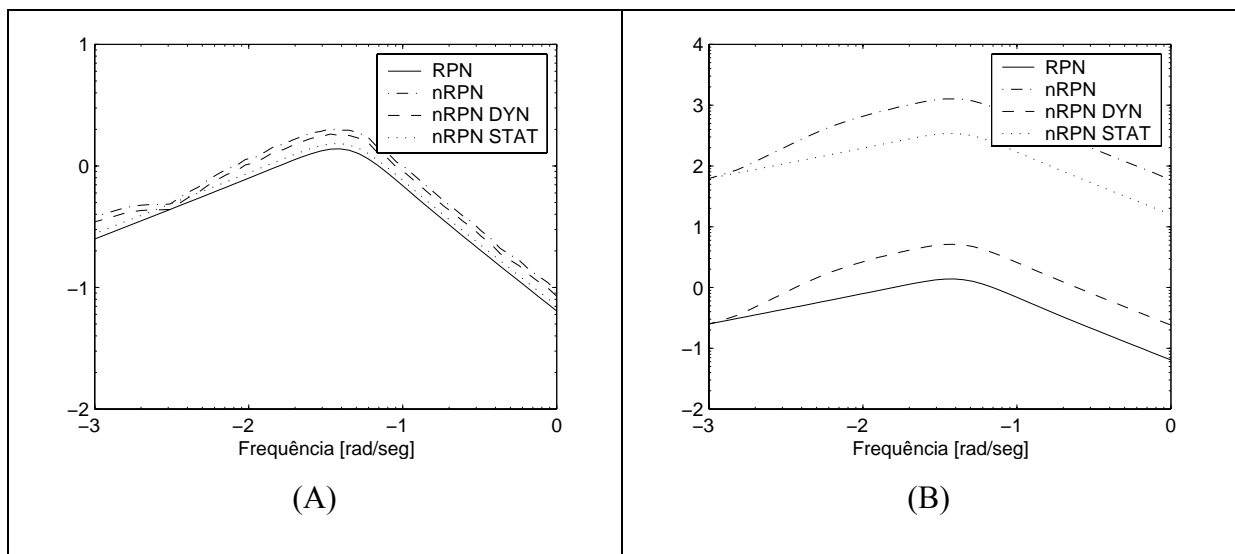 1
0
−1
−2
−3
−2
−1
0
RPN
nRPN
nRPN DYN
nRPN STAT
Frequência [rad/seg]
(A)
4
3
2
1
0
−1
−2
−3
−2
−1
0
RPN
nRPN
nRPN DYN
nRPN STAT
Frequência [rad/seg]
(B)